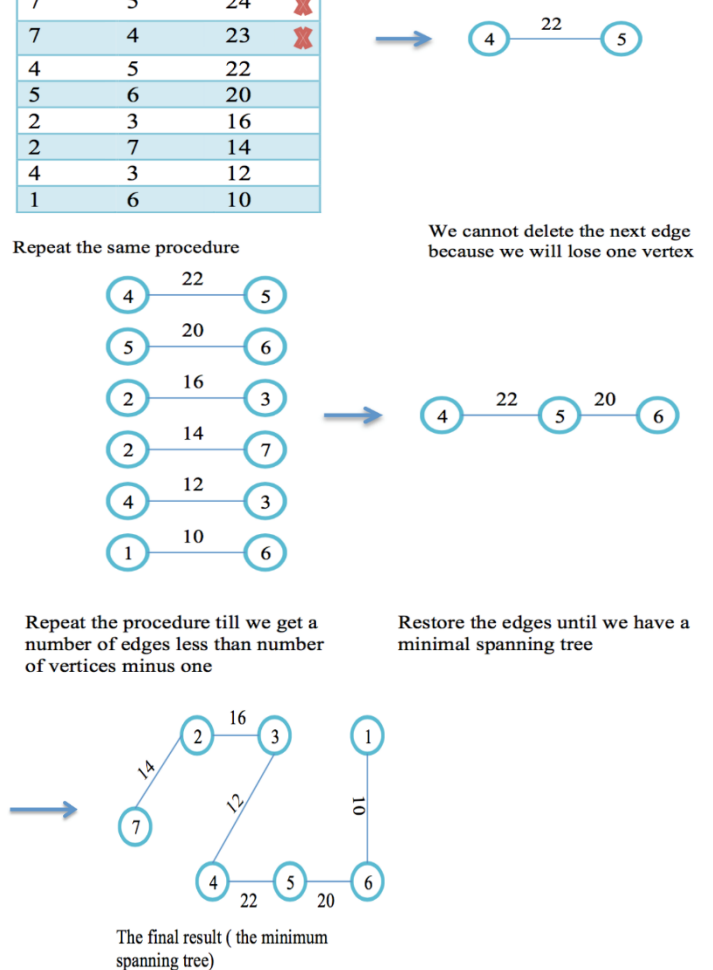 7 4 23
4 5 22
5 6 20
2 3 16
2 7 14
4 3 12
1 6 10
22
4 5
We cannot delete the next edge
because we will lose one vertex
Repeat the same procedure
22
4 5
20
5 6
16
2 3
14
2 7
12
4 3
10
1 6
22 20
4 5 6
Repeat the procedure till we get a
number of edges less than number
of vertices minus one
Restore the edges until we have a
minimal spanning tree
16
2 3 1
14
12
10
7
4 5 6
22 20
The final result ( the minimum
spanning tree)